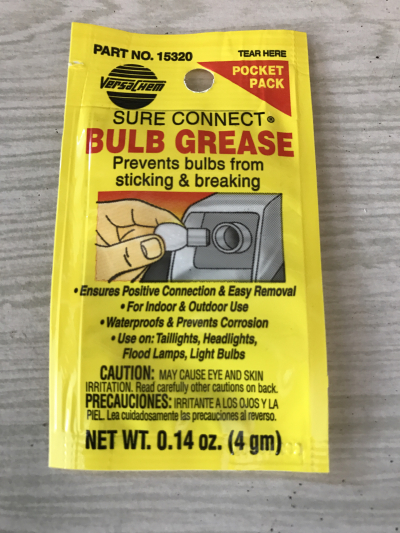 PART NO. 15320
TEAR HERE
VERSACHEM
POCKET
PACK
SURE CONNECT®
BULB GREASE
Prevents bulbs from
sticking & breaking
• Ensures Positive Connection & Easy Removal
• For Indoor & Outdoor Use
• Waterproofs & Prevents Corrosion
• Use on: Taillights, Headlights,
Flood Lamps, Light Bulbs
CAUTION: MAY CAUSE EYE AND SKIN
IRRITATION. Read carefully other cautions on back.
PRECAUCIONES: IRRITANTE A LOS OJOS Y LA
PIEL. Lea cuidadosamente las precauciones al reverso.
NET WT. 0.14 oz. (4 gm)